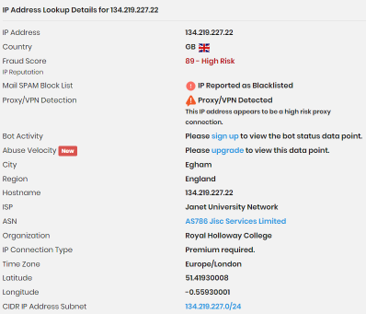 IP Address Lookup Details for 134.219.227.22
IP Address 134.219.227.22
Country GB
Fraud Score 89 - High Risk
IP Reputation
Mail SPAM Block List IP Reported as Blacklisted
Proxy/VPN Detection Proxy/VPN Detected
This IP address appears to be a high risk proxy
connection.
Bot Activity Please sign up to view the bot status data point.
Abuse Velocity New Please upgrade to view this data point.
City Egham
Region England
Hostname 134.219.227.22
ISP Janet University Network
ASN AS786 Jisc Services Limited
Organization Royal Holloway College
IP Connection Type Premium required.
Time Zone Europe/London
Latitude 51.41930008
Longitude -0.55930001
CIDR IP Address Subnet 134.219.227.0/24